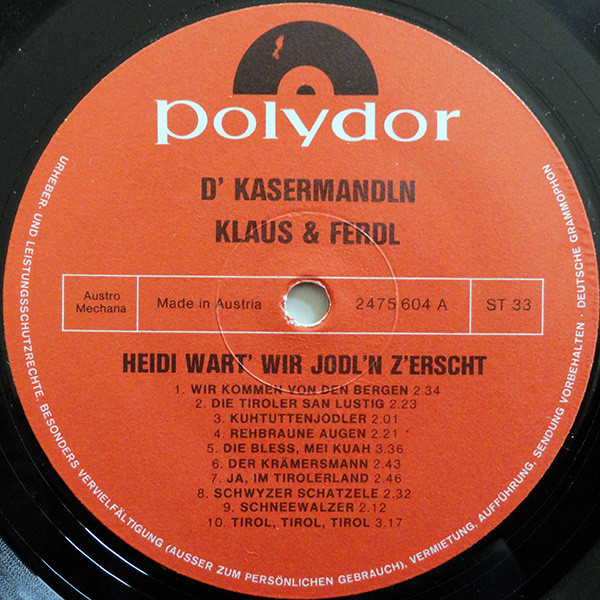 polydor
D' KASERMANDLN
KLAUS & FERDL
Austro
Mechana
Made in Austria
2475 604 A
ST 33
HEIDI WART' WIR JODL'N Z'ERSCHT
1. WIR KOMMEN VON DEN BERGEN 2.34
2. DIE TIROLER SAN LUSTIG 2.23
3. KUHTUTTENJODLER 2.01
4. REHBRAUNE AUGEN 2.21
5. DIE BLESS, MEI KUAH 3.36
6. DER KRÄMERSMANN 2.43
7. JA, IM TIROLERLAND 2.46
8. SCHWYZER SCHATZELE 2.32
9. SCHNEEWALZER 2.12
10. TIROL, TIROL, TIROL 3.17
URHEBER- UND LEISTUNGSSCHUTZRECHTE, BESONDERS VERVIELFÄLTIGUNG (AUSSER ZUM PERSÖNLICHEN GEBRAUCH), VERMIETUNG, AUFFÜHRUNG, SENDUNG VORBEHALTEN · DEUTSCHE GRAMMOPHON